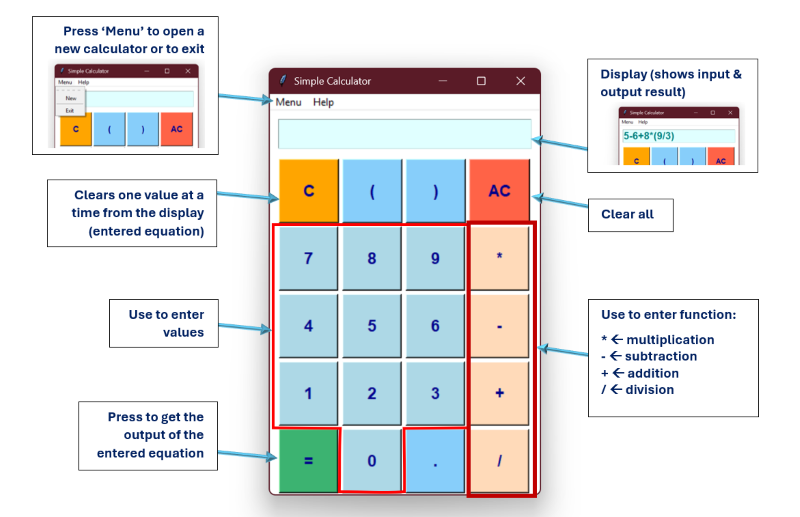 Press ‘Menu’ to open a
new calculator or to exit
Simple Calculator
Menu Help
New
Exit
C ( ) AC
Simple Calculator
Menu Help
Display (shows input &
output result)
Simple Calculator
Menu Help
5-6+8*(9/3)
C ( ) AC
Clears one value at a
time from the display
(entered equation)
C ( ) AC
Clear all
7 8 9 *
Use to enter
values
4 5 6 -
Use to enter function:
* ← multiplication
- ← subtraction
+ ← addition
/ ← division
1 2 3 +
Press to get the
output of the
entered equation
= 0 . /